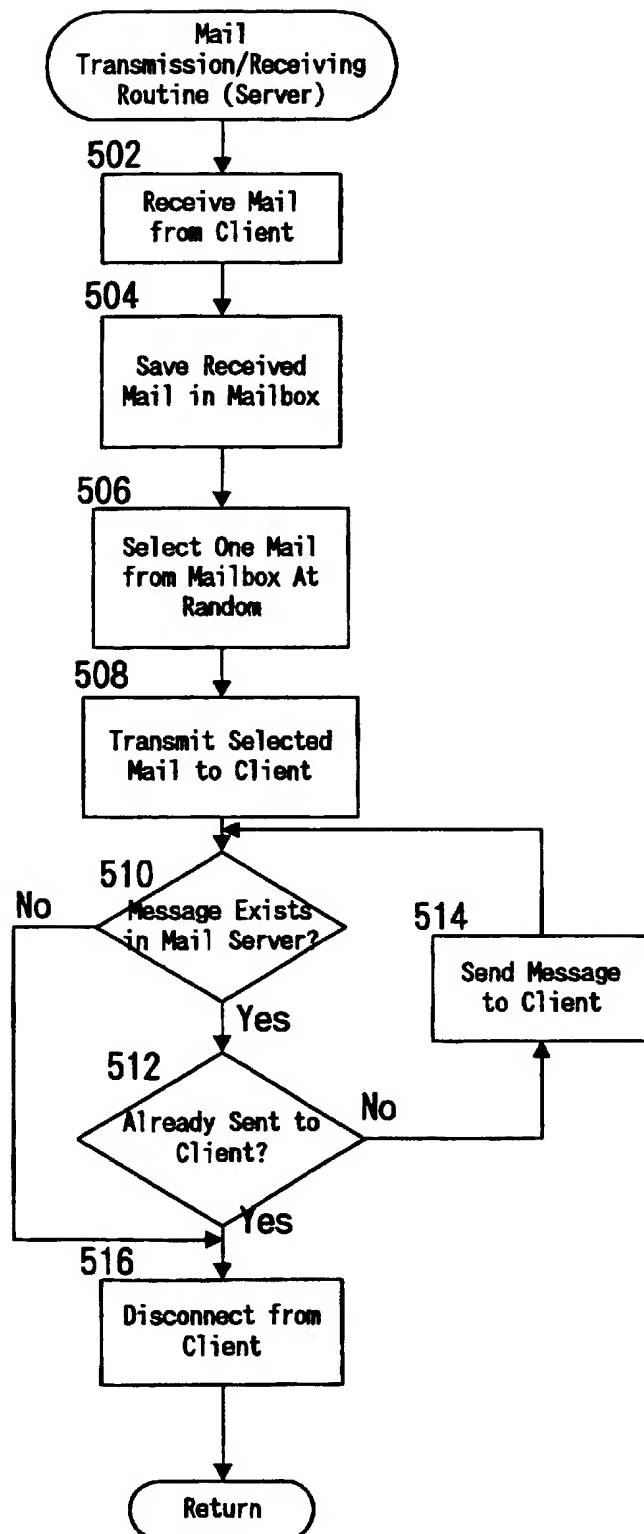 Mail
Transmission/Receiving
Routine (Server)
502
Receive Mail
from Client
504
Save Received
Mail in Mailbox
506
Select One Mail
from Mailbox At
Random
508
Transmit Selected
Mail to Client
510
No
Message Exists
in Mail Server?
514
Send Message
to Client
Yes
512
Already Sent to
Client?
No
Yes
516
Disconnect from
Client
Return